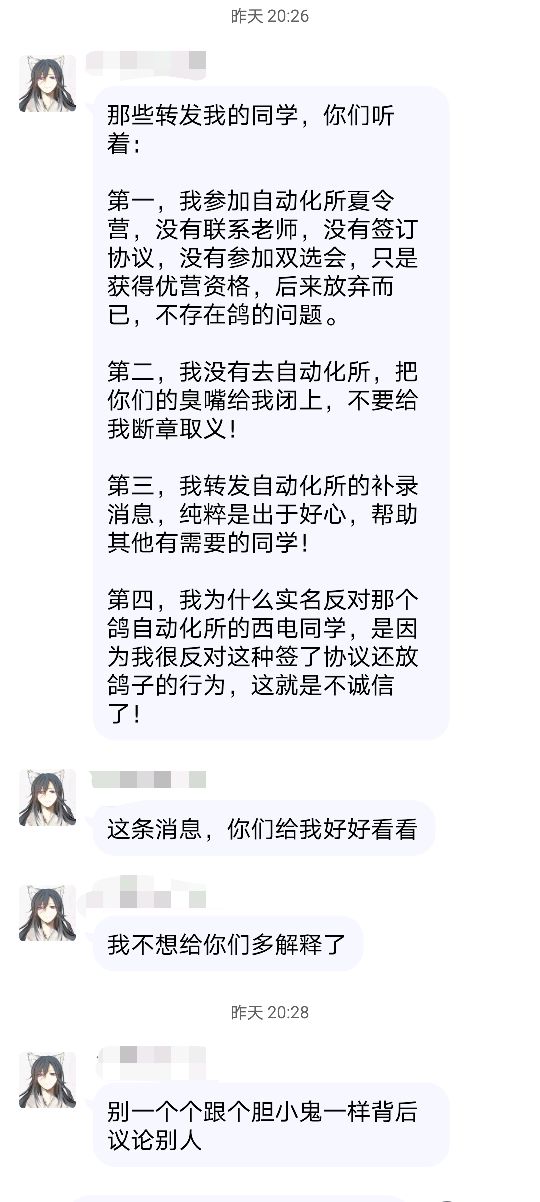 昨天 20:26
那些转发我的同学，你们听
着：
第一，我参加自动化所夏令
营，没有联系老师，没有签订
协议，没有参加双选会，只是
获得优营资格，后来放弃而
已，不存在鸽的问题。
第二，我没有去自动化所，把
你们的臭嘴给我闭上，不要给
我断章取义！
第三，我转发自动化所的补录
消息，纯粹是出于好心，帮助
其他有需要的同学！
第四，我为什么实名反对那个
鸽自动化所的西电同学，是因
为我很反对这种签了协议还放
鸽子的行为，这就是不诚信
了！
这条消息，你们给我好好看看
我不想给你们多解释了
昨天 20:28
别一个个跟个胆小鬼一样背后
议论别人